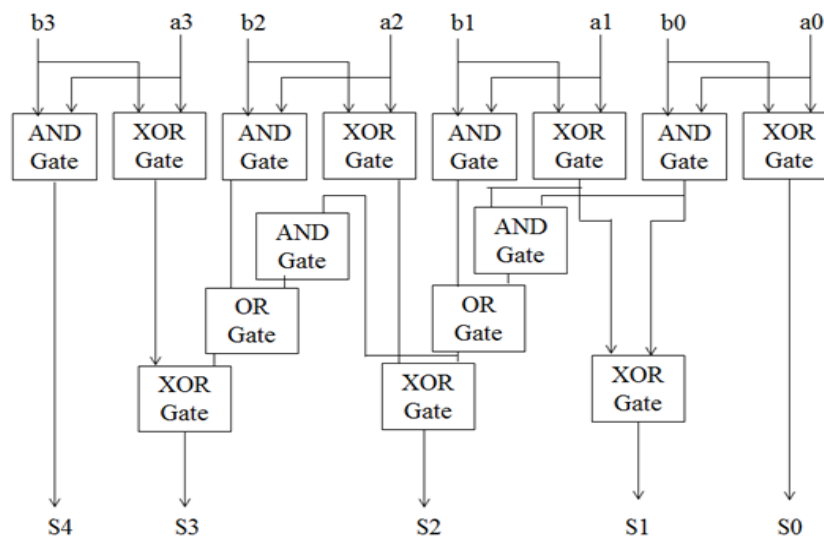 b3 a3 b2 a2 b1 a1 b0 a0
AND Gate
XOR Gate
AND Gate
XOR Gate
AND Gate
XOR Gate
AND Gate
XOR Gate
AND Gate
AND Gate
OR Gate
OR Gate
XOR Gate
XOR Gate
XOR Gate
S4 S3 S2 S1 S0